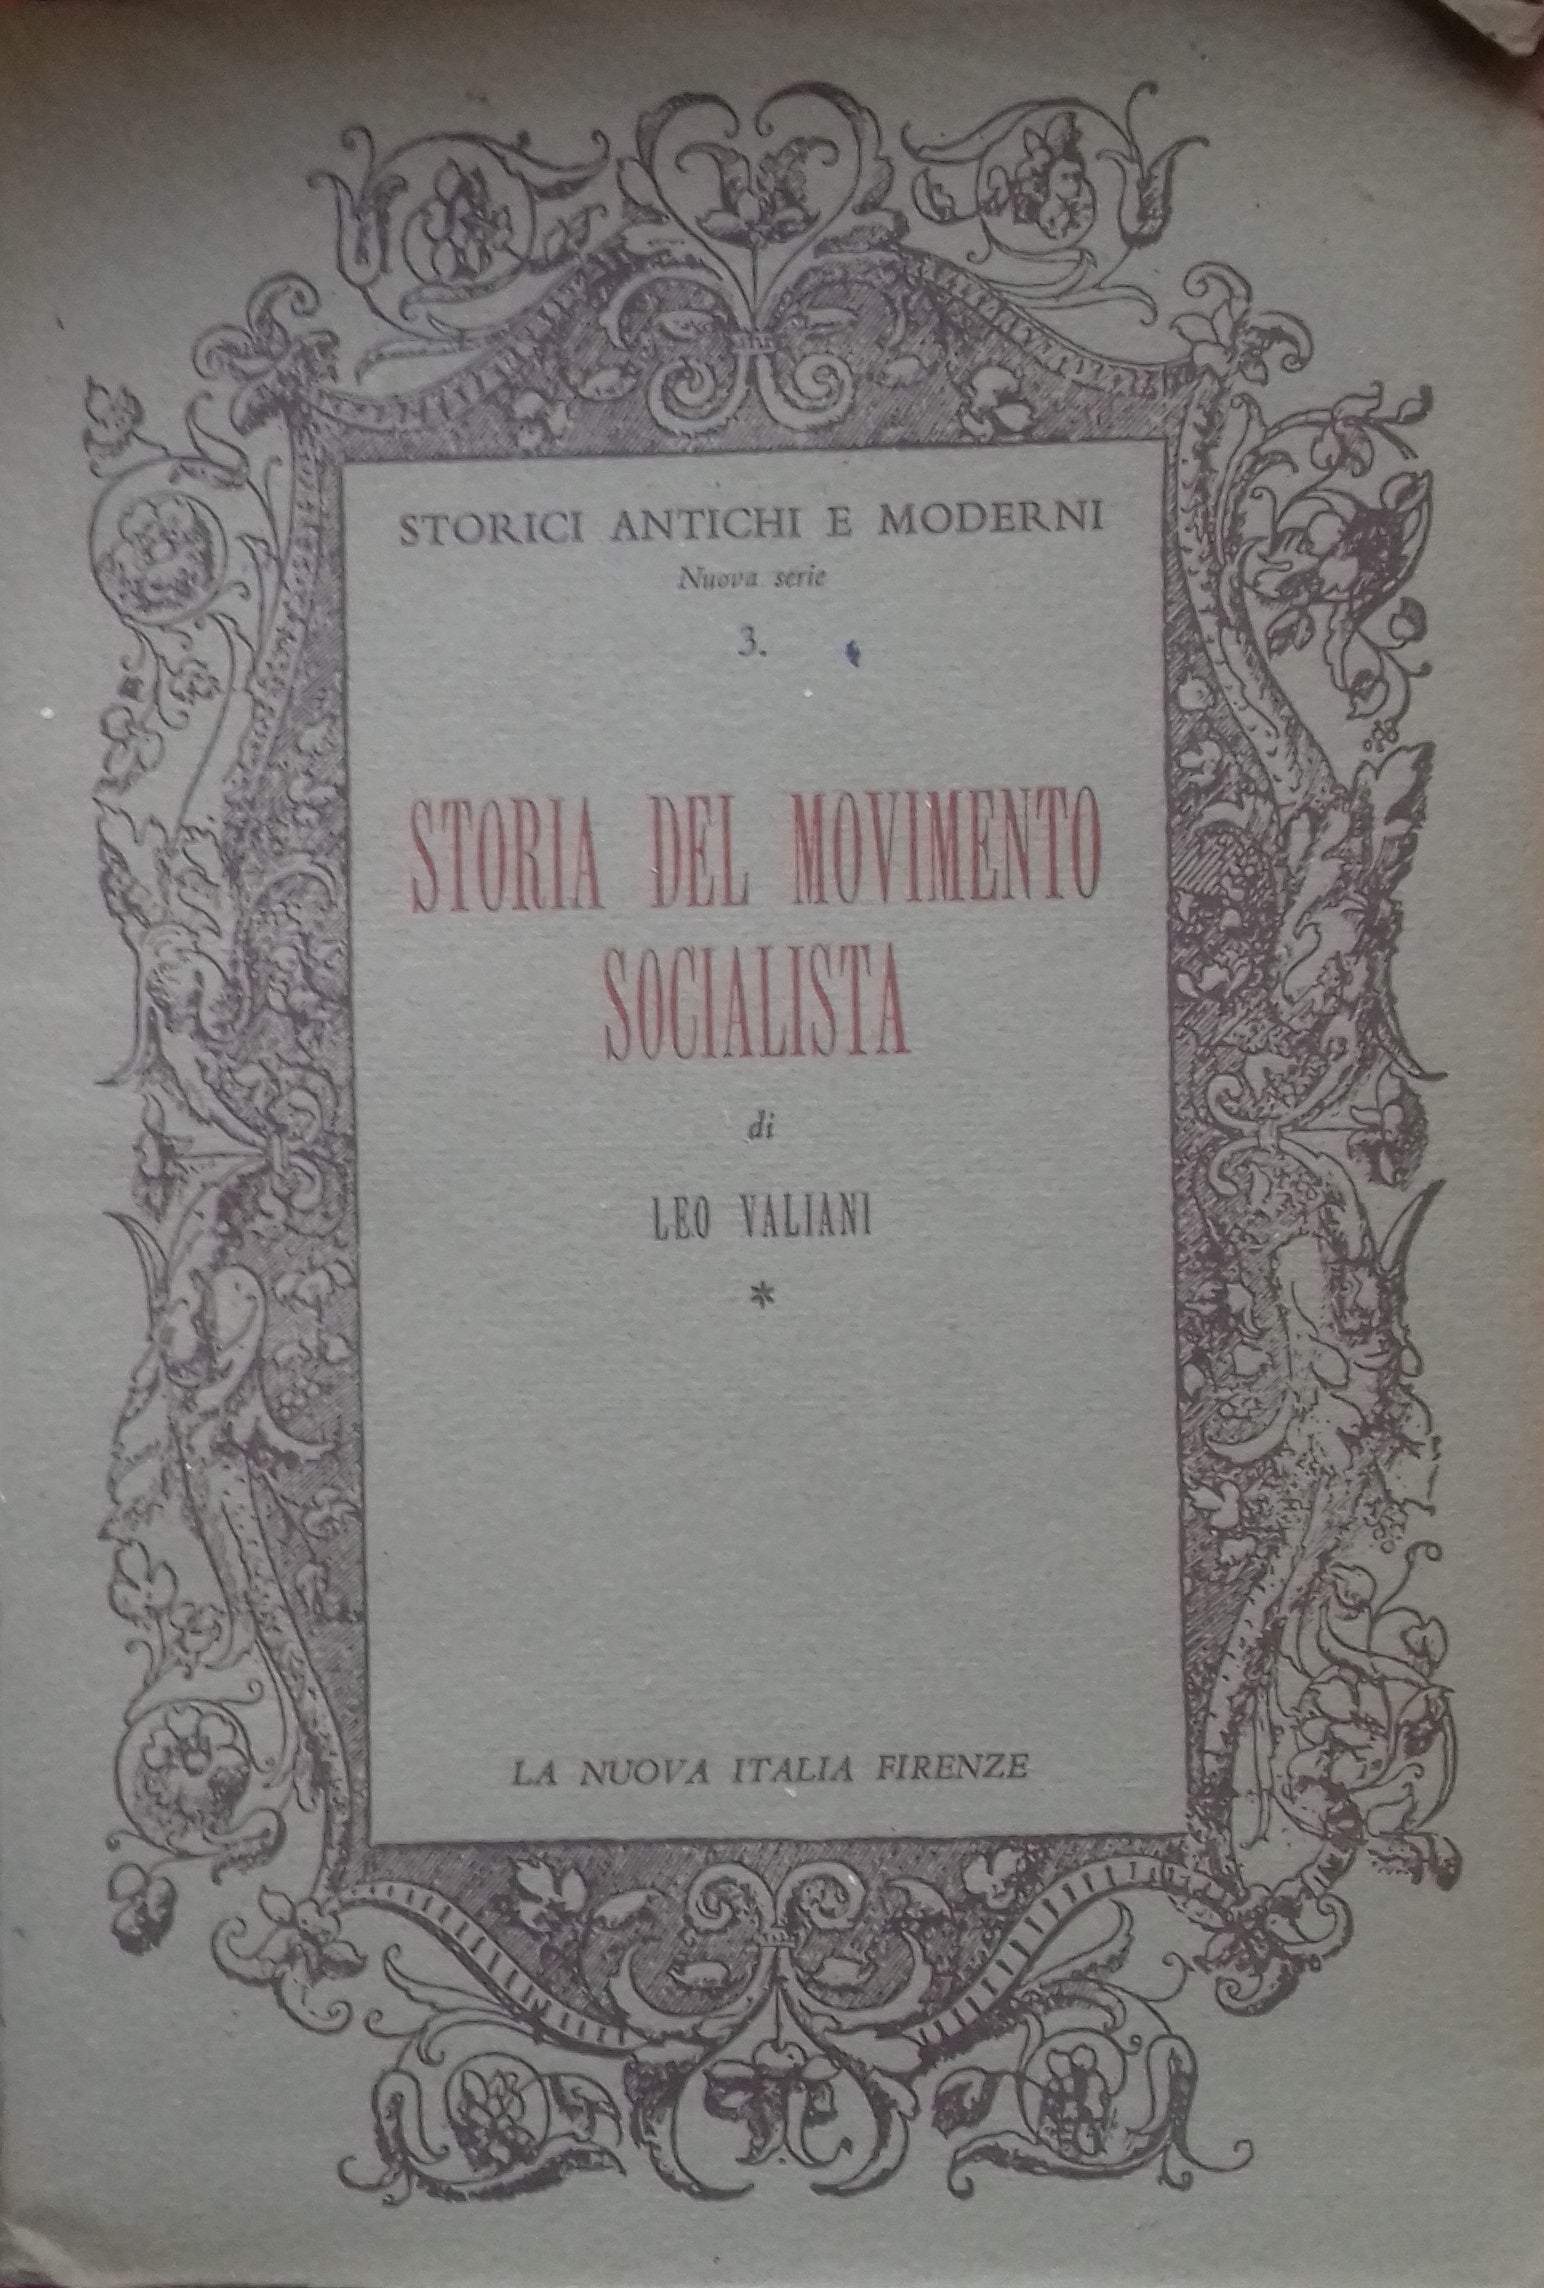 STORICI ANTICHI E MODERNI
Nuova serie
3.
STORIA DEL MOVIMENTO
SOCIALISTA
di
LEO VALIANI
*
LA NUOVA ITALIA FIRENZE